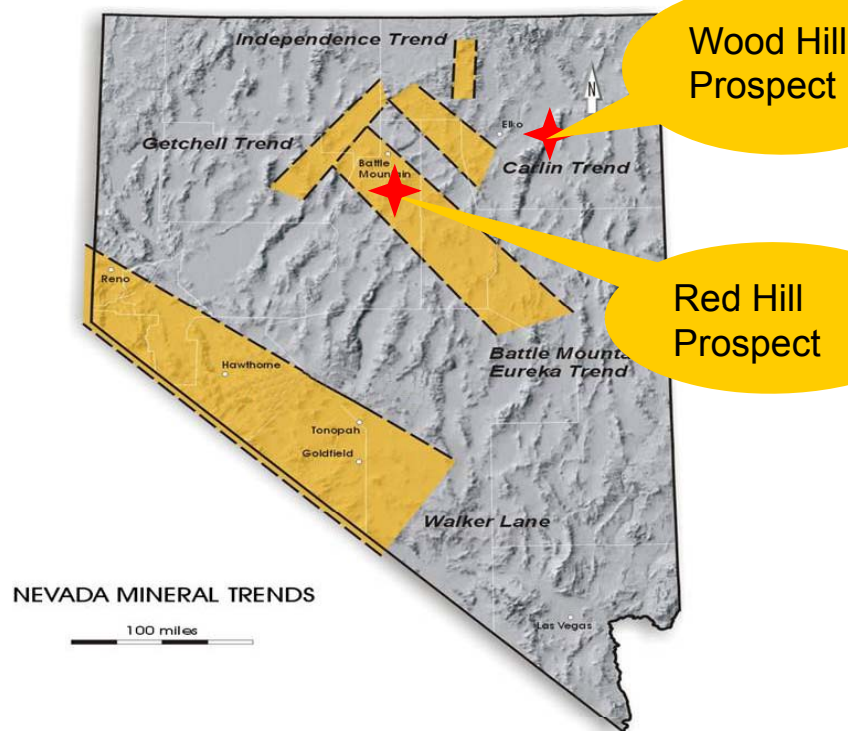 Independence Trend
Wood Hill
Prospect
N
Elko
Getchell Trend
Battle
Mountain
Carlin Trend
Reno
Red Hill
Prospect
Hawthorne
Battle Mounta
Eureka Trend
Tonopah
Goldfield
Walker Lane
NEVADA MINERAL TRENDS
100 miles
Las Vegas